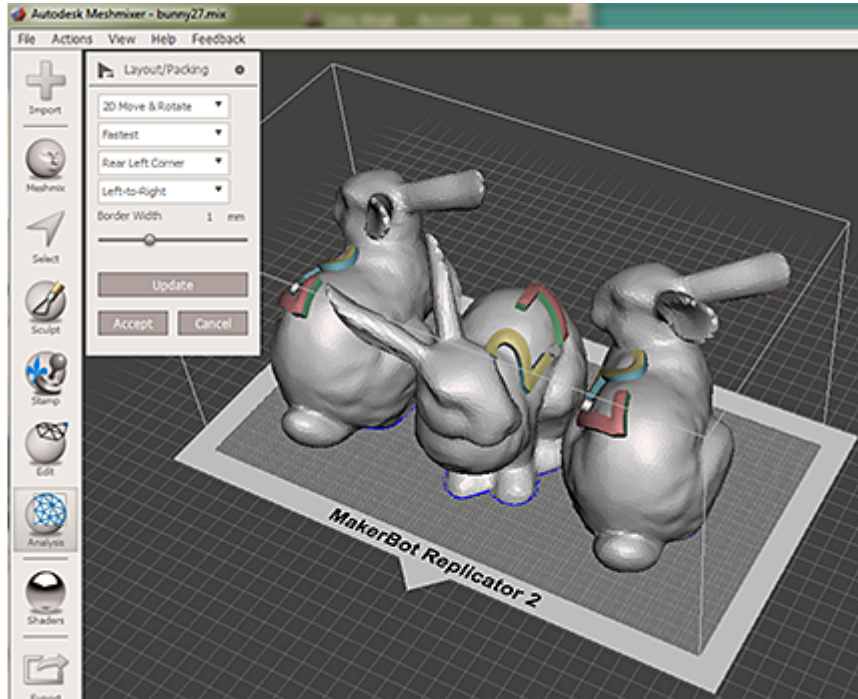 Autodesk Meshmixer - bunny27.mix
File Actions View Help Feedback
Import
Meshmix
Select
Sculpt
Stamp
Edit
Analysis
Shaders
Export
Layout/Packing
2D Move & Rotate
Fastest
Rear Left Corner
Left-to-Right
Border Width 1 mm
Update
Accept Cancel
MakerBot Replicator 2